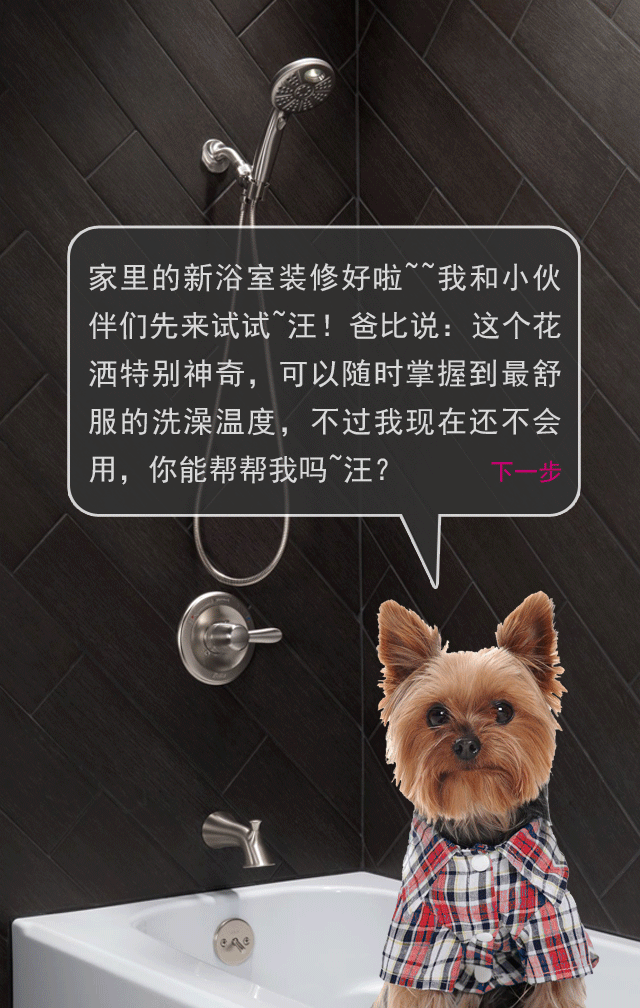 家里的新浴室装修好啦~~我和小伙
伴们先来试试~汪！爸比说：这个花
洒特别神奇，可以随时掌握到最舒
服的洗澡温度，不过我现在还不会
用，你能帮帮我吗~汪？
下一步